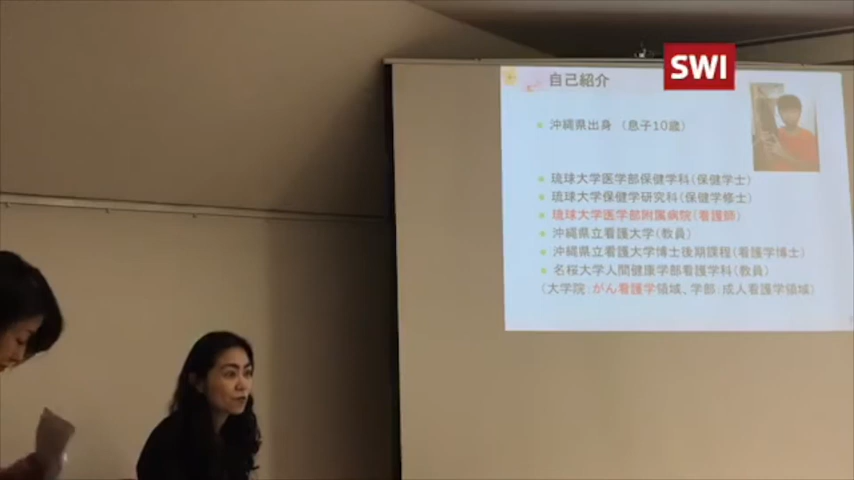 SWI
自己紹介
沖縄県出身 (息子10歳)
琉球大学医学部保健学科(保健学士)
琉球大学保健学研究科(保健学修士)
琉球大学医学部附属病院(看護師)
沖縄県立看護大学(教員)
沖縄県立看護大学博士後期課程(看護学博士)
名桜大学人間健康学部看護学科(教員)
(大学院:がん看護学領域、学部:成人看護学領域)